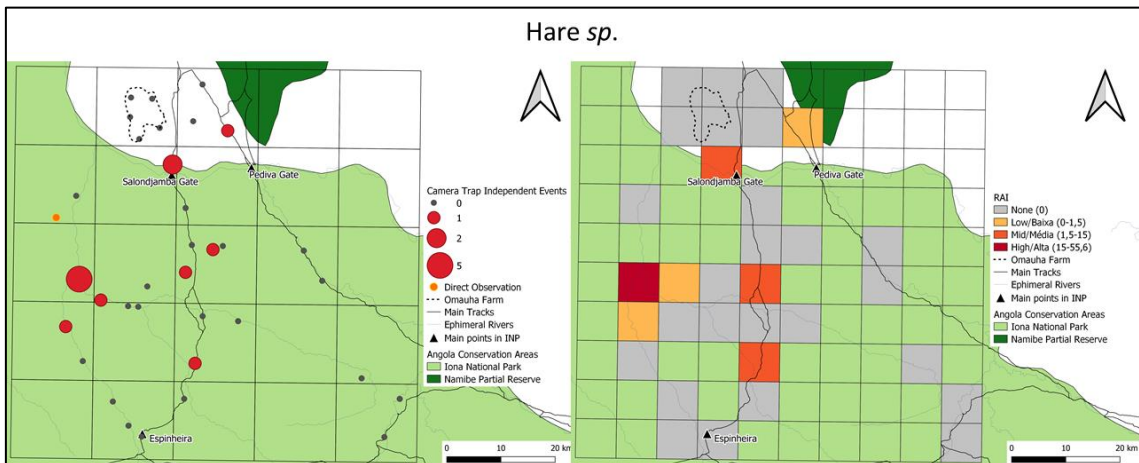 Hare sp.
Salondjamba Gate
Pediva Gate
Espinheira
Camera Trap Independent Events
0
1
2
5
Direct Observation
Omauha Farm
Main Tracks
Ephimeral Rivers
Main points in INP
Angola Conservation Areas
Iona National Park
Namibe Partial Reserve
0 10 20 km
Salondjamba Gate
Pediva Gate
Espinheira
RAI
None (0)
Low/Baixa (0-1,5)
Mid/Média (1,5-15)
High/Alta (15-55,6)
Omauha Farm
Main Tracks
Ephimeral Rivers
Main points in INP
Angola Conservation Areas
Iona National Park
Namibe Partial Reserve
0 10 20 km